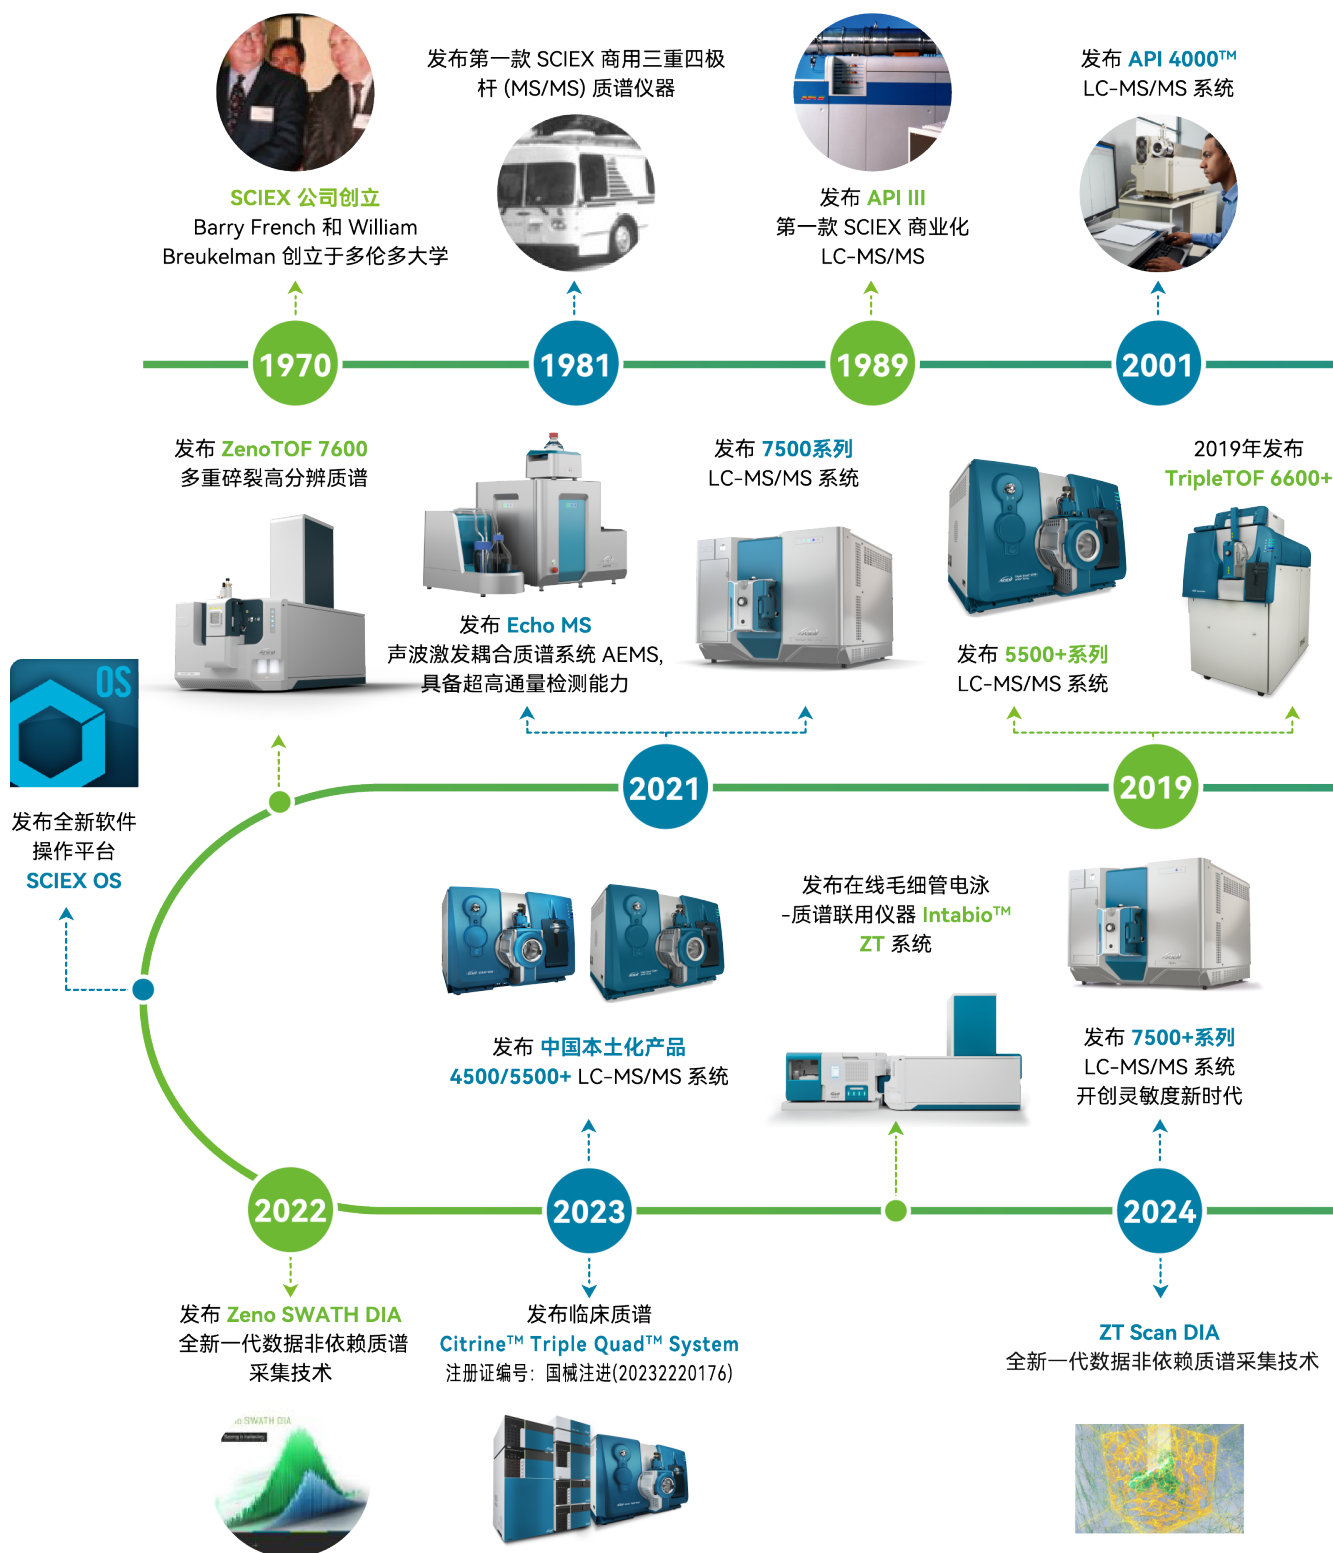 SCIEX 公司创立
Barry French 和 William
Breukelman 创立于多伦多大学
发布第一款 SCIEX 商用三重四极
杆 (MS/MS) 质谱仪器
发布 API III
第一款 SCIEX 商业化
LC-MS/MS
发布 API 4000™
LC-MS/MS 系统
1970
1981
1989
2001
发布 ZenoTOF 7600
多重碎裂高分辨质谱
发布 Echo MS
声波激发耦合质谱系统 AEMS,
具备超高通量检测能力
发布 7500系列
LC-MS/MS 系统
发布 5500+系列
LC-MS/MS 系统
2019年发布
TripleTOF 6600+
OS
发布全新软件
操作平台
SCIEX OS
2021
2019
发布 中国本土化产品
4500/5500+ LC-MS/MS 系统
发布在线毛细管电泳
-质谱联用仪器 Intabio™
ZT 系统
发布 7500+系列
LC-MS/MS 系统
开创灵敏度新时代
2022
2023
2024
发布 Zeno SWATH DIA
全新一代数据非依赖质谱
采集技术
发布临床质谱
Citrine™ Triple Quad™ System
注册证编号：国械注进(20232220176)
ZT Scan DIA
全新一代数据非依赖质谱采集技术
SWATH DIA